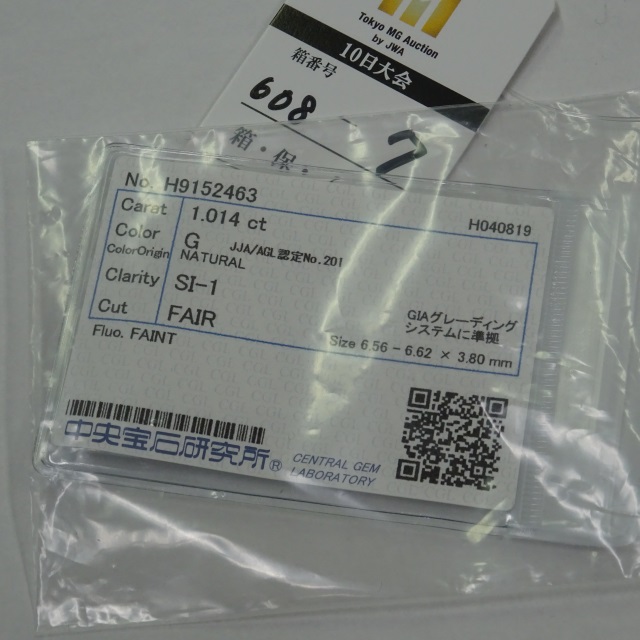 Tokyo MG Auction
by JWA
10日大会
箱番号
608
7
箱・保・
No. H9152463
H040819
Carat 1.014 ct
Color G JJA/AGL認定No.201
ColorOrigin NATURAL
Clarity SI-1
Cut FAIR
GIAグレーディング
システムに準拠
Fluo. FAINT
Size 6.56 - 6.62 × 3.80 mm
中央宝石研究所®
CENTRAL GEM
LABORATORY